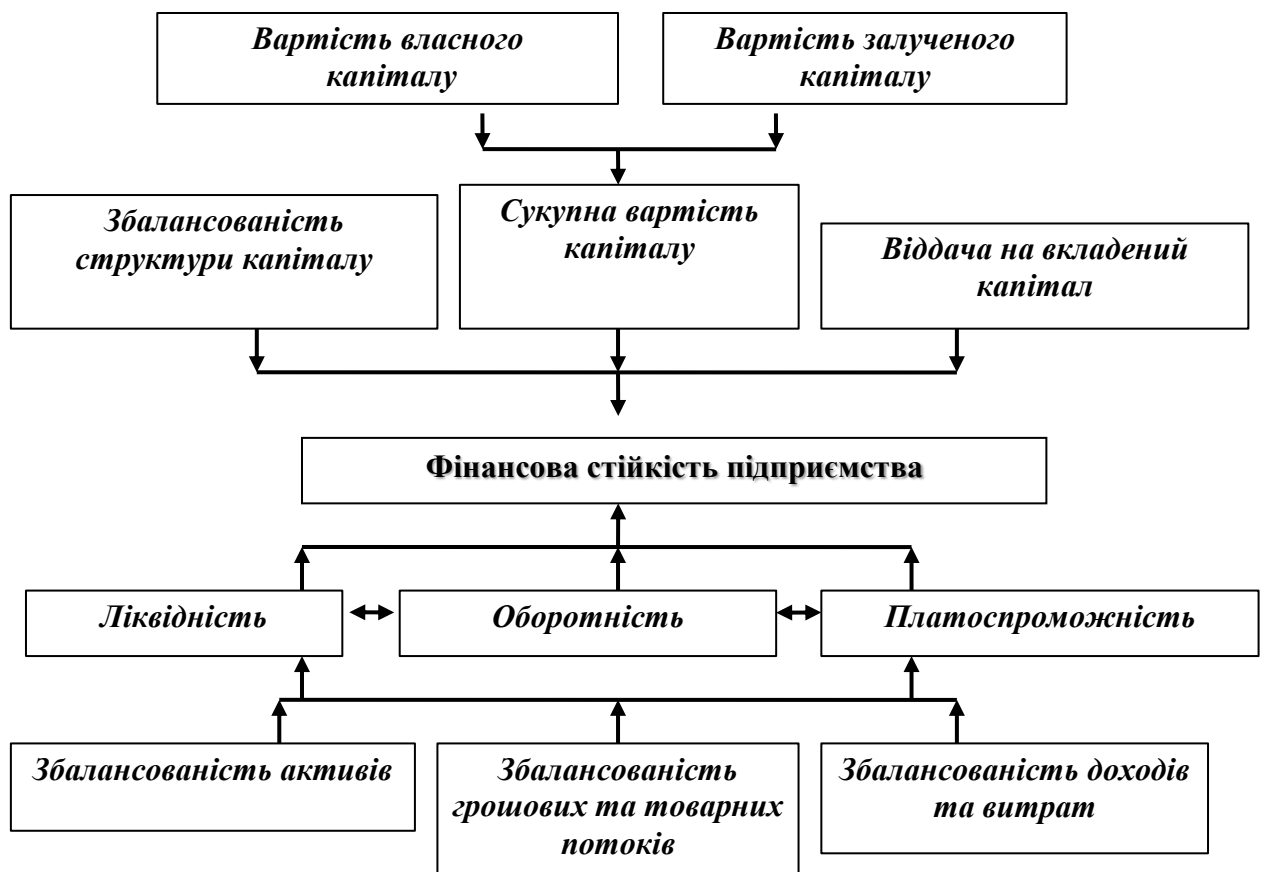 Вартість власного
капіталу
Вартість залученого
капіталу
Збалансованість
структури капіталу
Сукупна вартість
капіталу
Віддача на вкладений
капітал
Фінансова стійкість підприємства
Ліквідність
Оборотність
Платоспроможність
Збалансованість активів
Збалансованість
грошових та товарних
потоків
Збалансованість доходів
та витрат